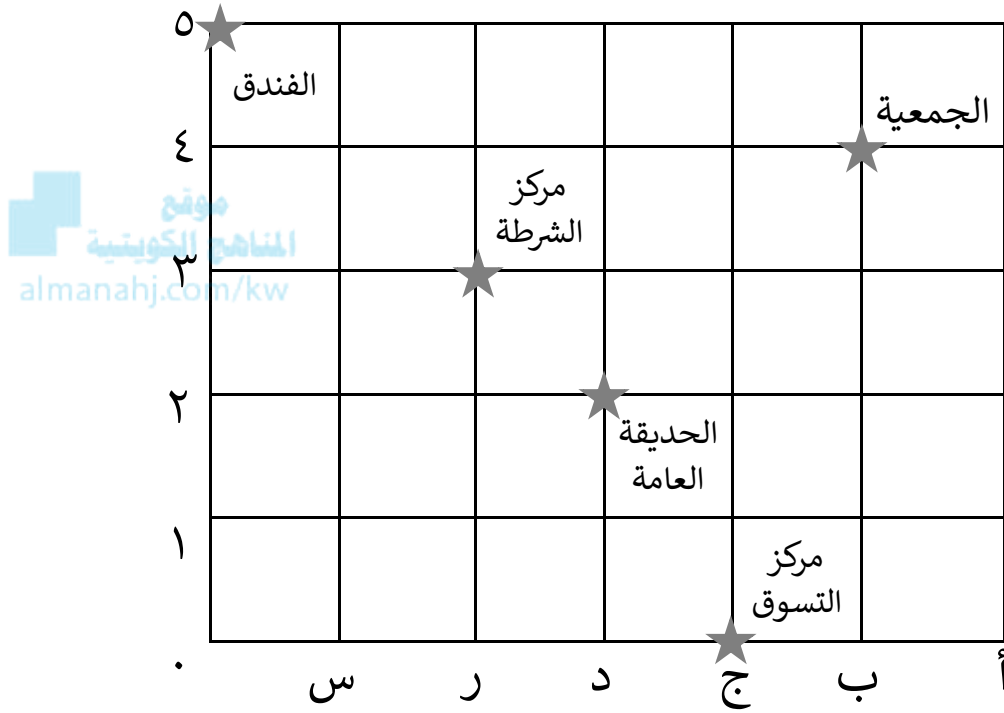 ٥
الفندق
الجمعية
٤
مركز
الشرطة
موقع
المناهج الكويتية
٣
almanahj.com/kw
٢
الحديقة
العامة
١
مركز
التسوق
٠
أ ب ج د ر س